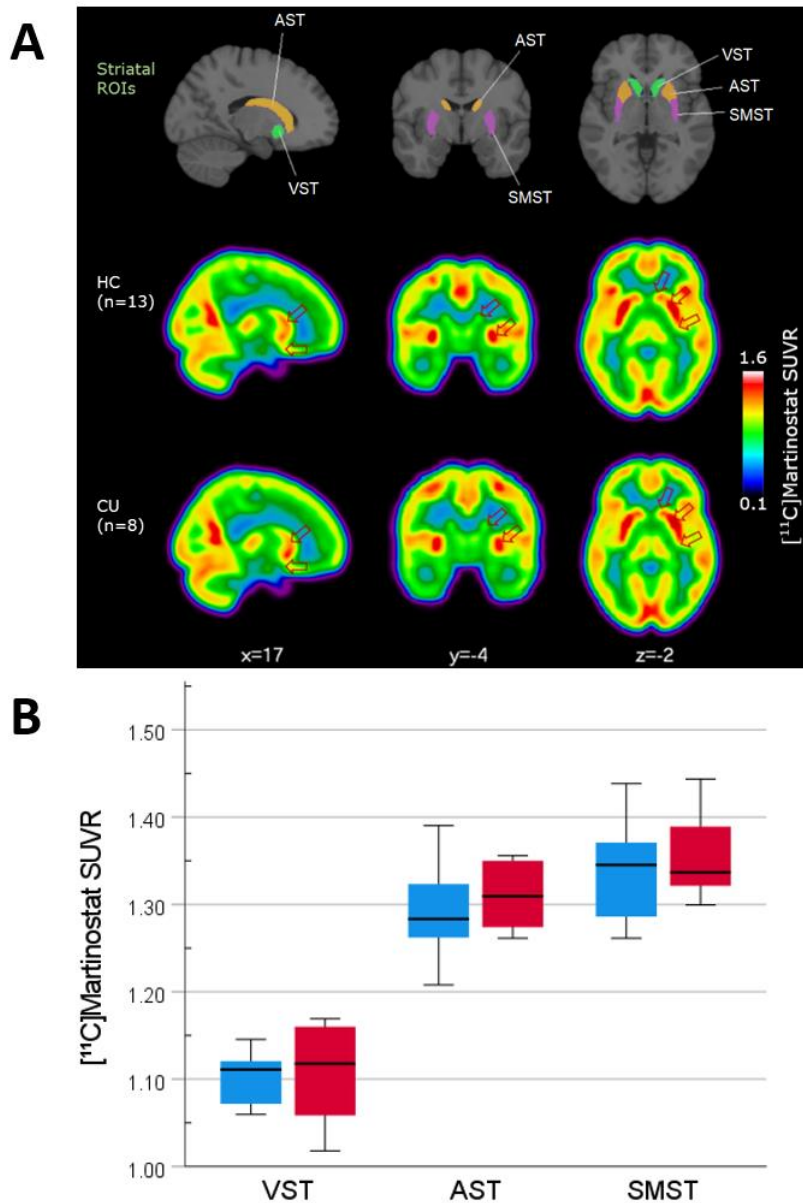 A
AST
AST
VST
AST
SMST
Striatal
ROIs
VST
SMST
HC
(n=13)
1.6
0.1
[¹¹C]Martinostat SUVR
CU
(n=8)
x=17
y=-4
z=-2
B
[¹¹C]Martinostat SUVR
1.50
1.40
1.30
1.20
1.10
1.00
VST
AST
SMST